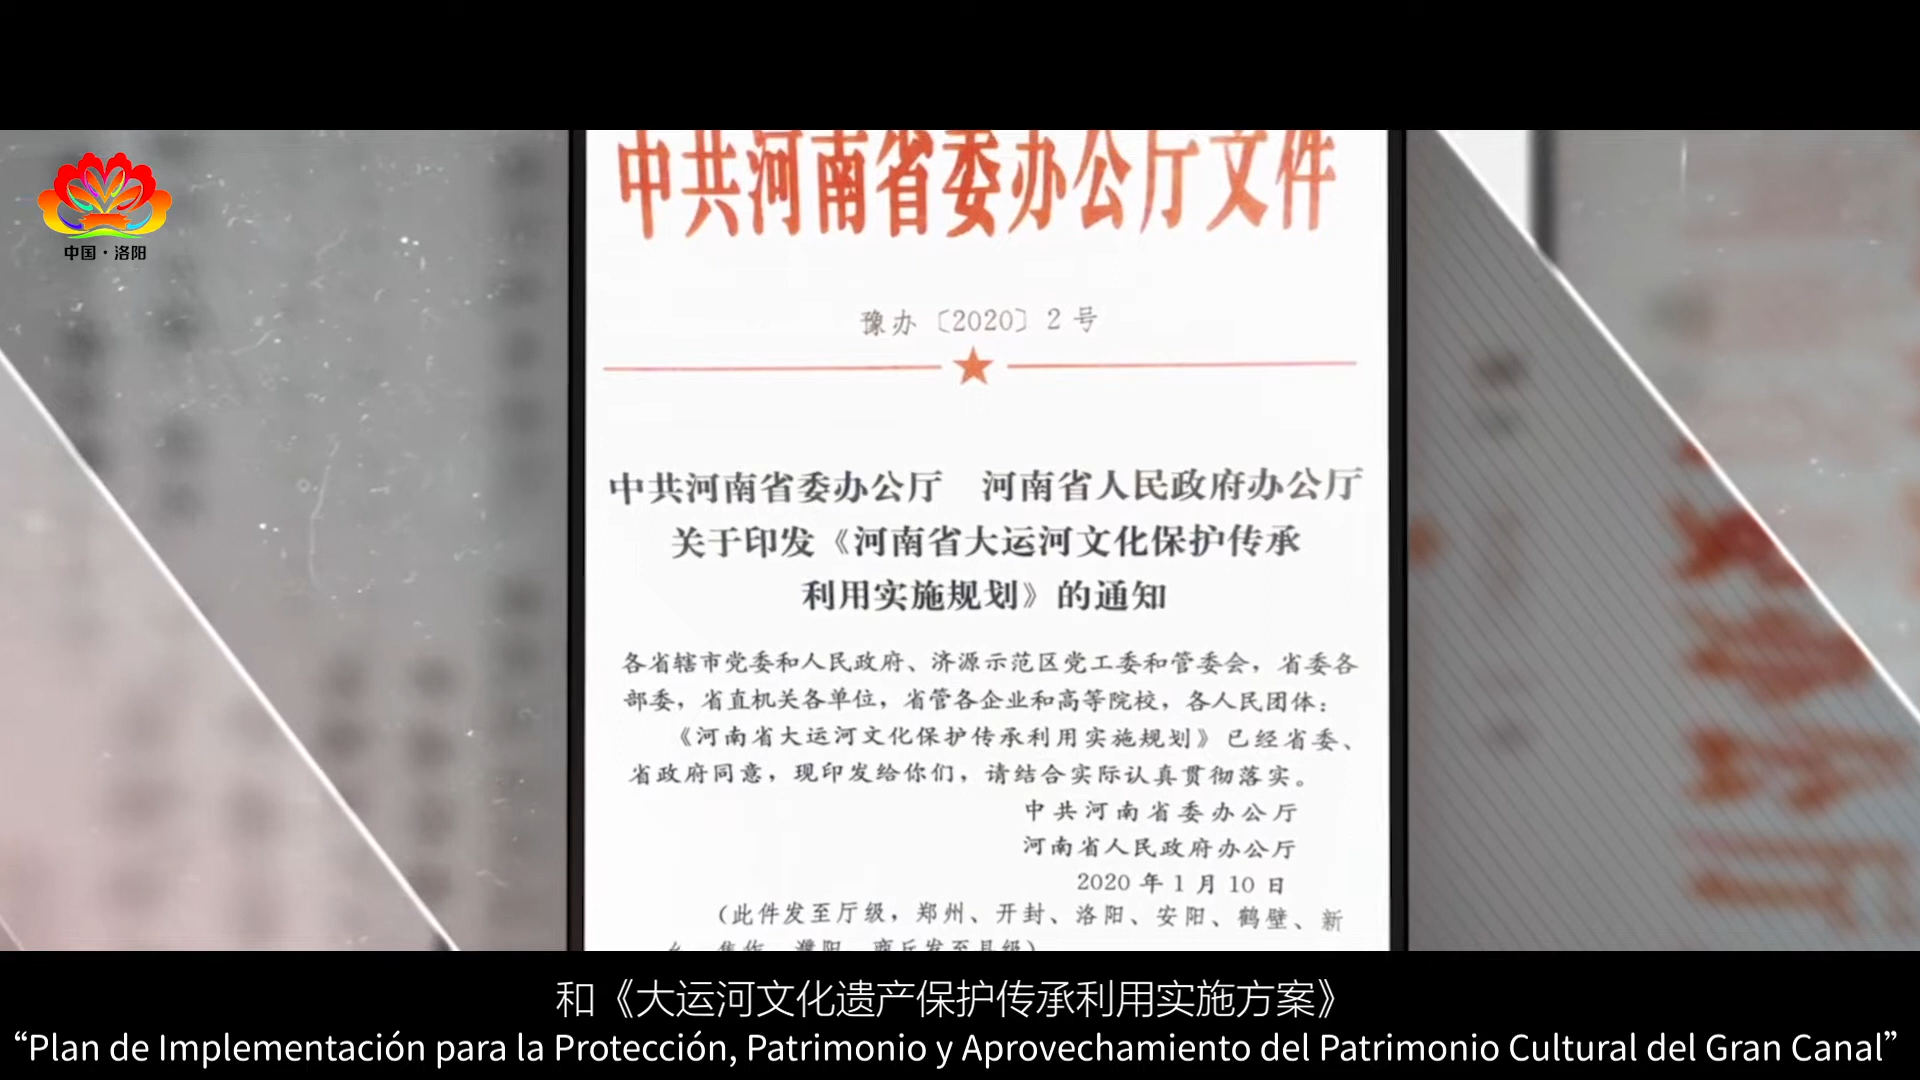 中国·洛阳
中共河南省委办公厅文件
豫办〔2020〕2号
中共河南省委办公厅 河南省人民政府办公厅
关于印发《河南省大运河文化保护传承
利用实施规划》的通知
各省辖市党委和人民政府、济源示范区党工委和管委会，省委各
部委，省直机关各单位，省管各企业和高等院校，各人民团体：
《河南省大运河文化保护传承利用实施规划》已经省委、
省政府同意，现印发给你们，请结合实际认真贯彻落实。
中共河南省委办公厅
河南省人民政府办公厅
2020年1月10日
（此件发至厅级，郑州、开封、洛阳、安阳、鹤壁、新
焦作、濮阳、商丘发至县级）
和《大运河文化遗产保护传承利用实施方案》
“Plan de Implementación para la Protección, Patrimonio y Aprovechamiento del Patrimonio Cultural del Gran Canal”